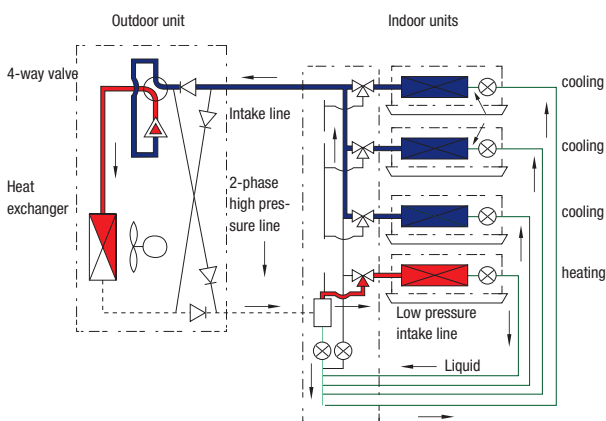 Outdoor unit
Indoor units
4-way valve
cooling
Intake line
cooling
2-phase
high pres-
sure line
Heat
exchanger
cooling
heating
Low pressure
intake line
Liquid